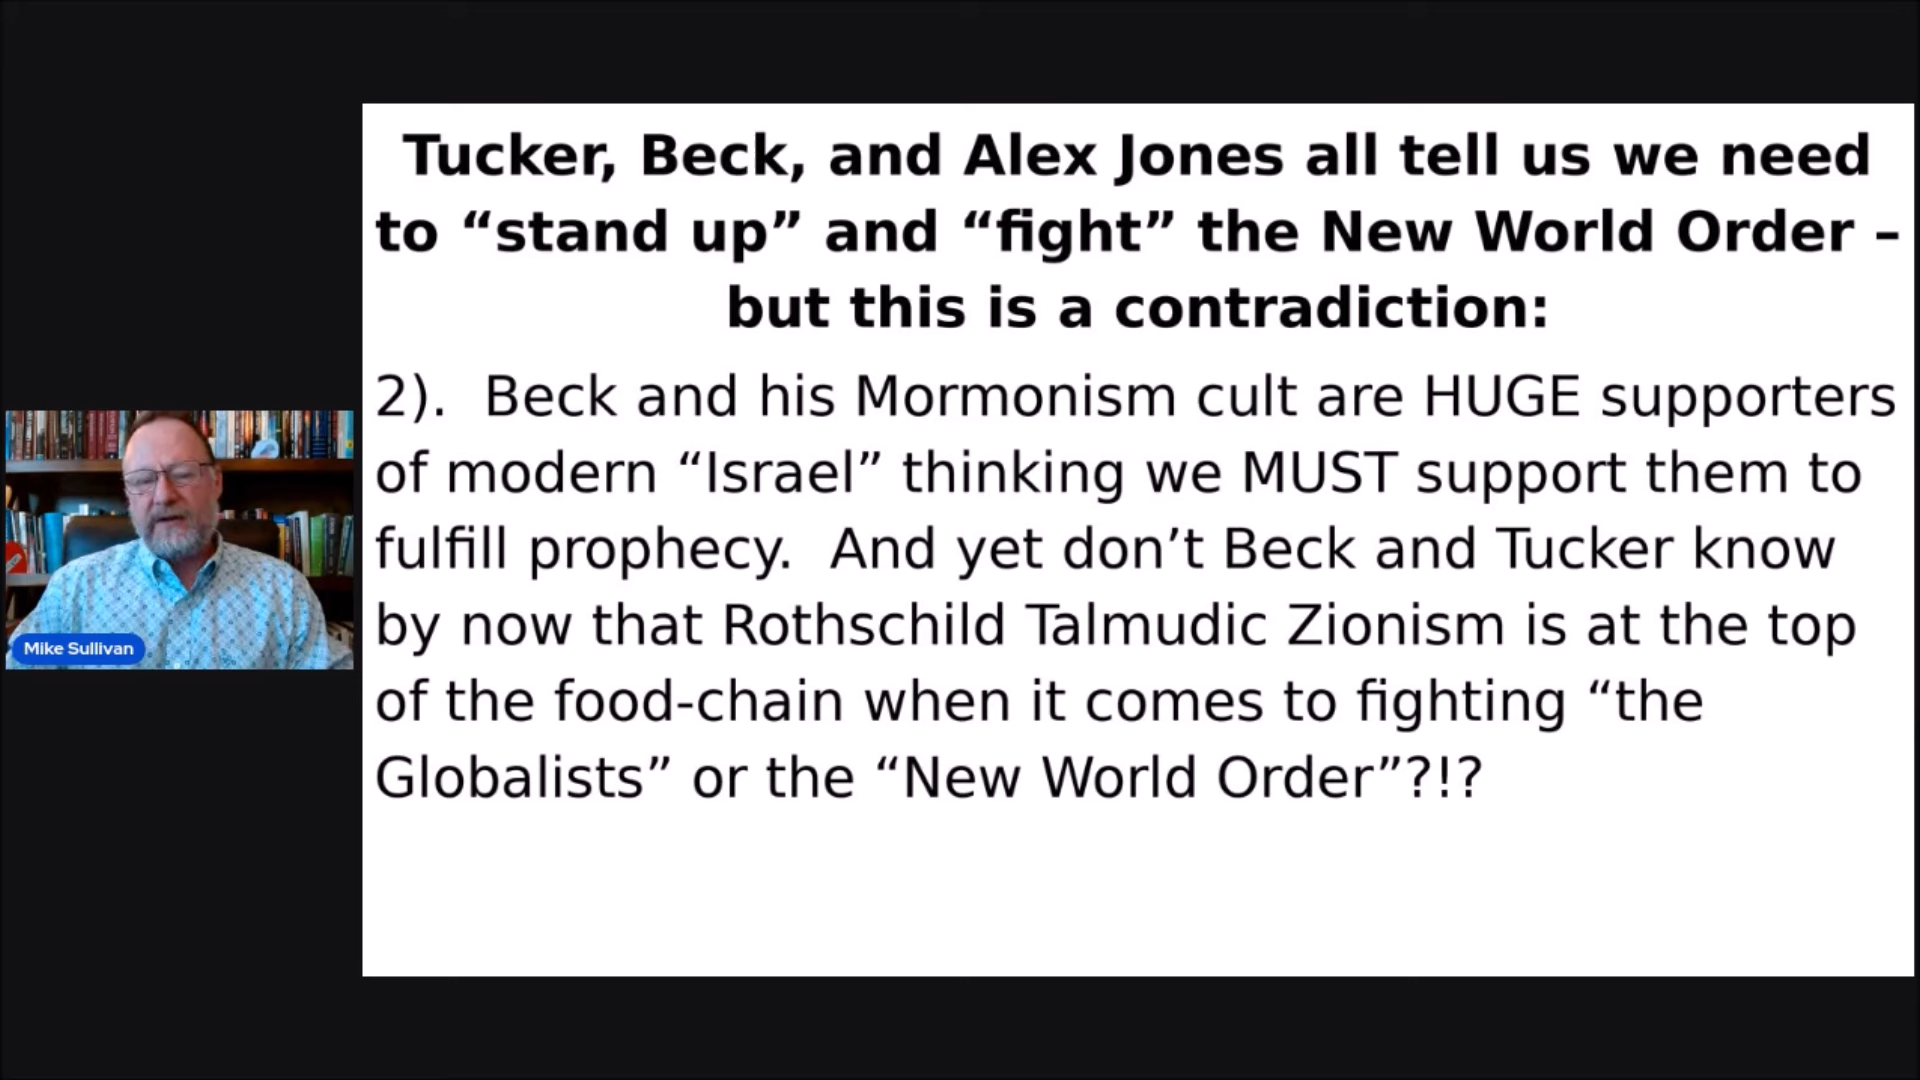 Tucker, Beck, and Alex Jones all tell us we need
to “stand up” and “fight” the New World Order –
but this is a contradiction:
2).  Beck and his Mormonism cult are HUGE supporters
of modern “Israel” thinking we MUST support them to
fulfill prophecy.  And yet don’t Beck and Tucker know
by now that Rothschild Talmudic Zionism is at the top
of the food-chain when it comes to fighting “the
Globalists” or the “New World Order”?!?
Mike Sullivan